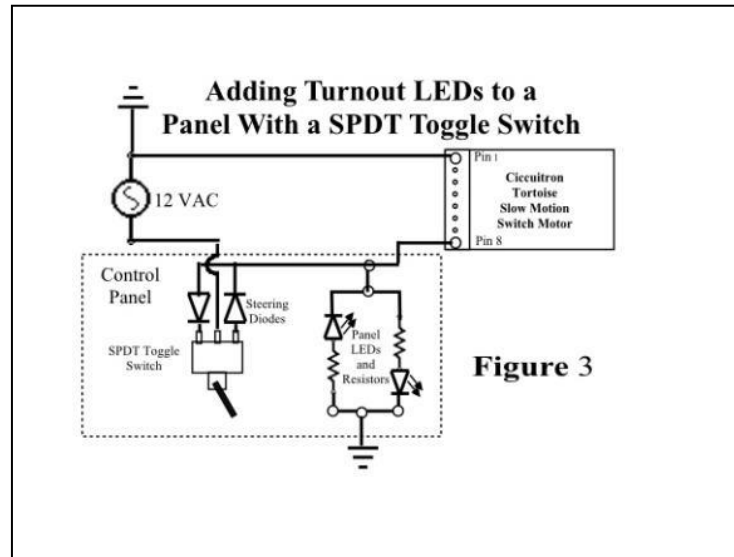 Adding Turnout LEDs to a
Panel With a SPDT Toggle Switch
Pin 1
Ciccuitron
Tortoise
Slow Motion
Switch Motor
12 VAC
Pin 8
Control
Panel
Steering
Diodes
SPDT Toggle
Switch
Panel
LEDs
and
Resistors
Figure 3